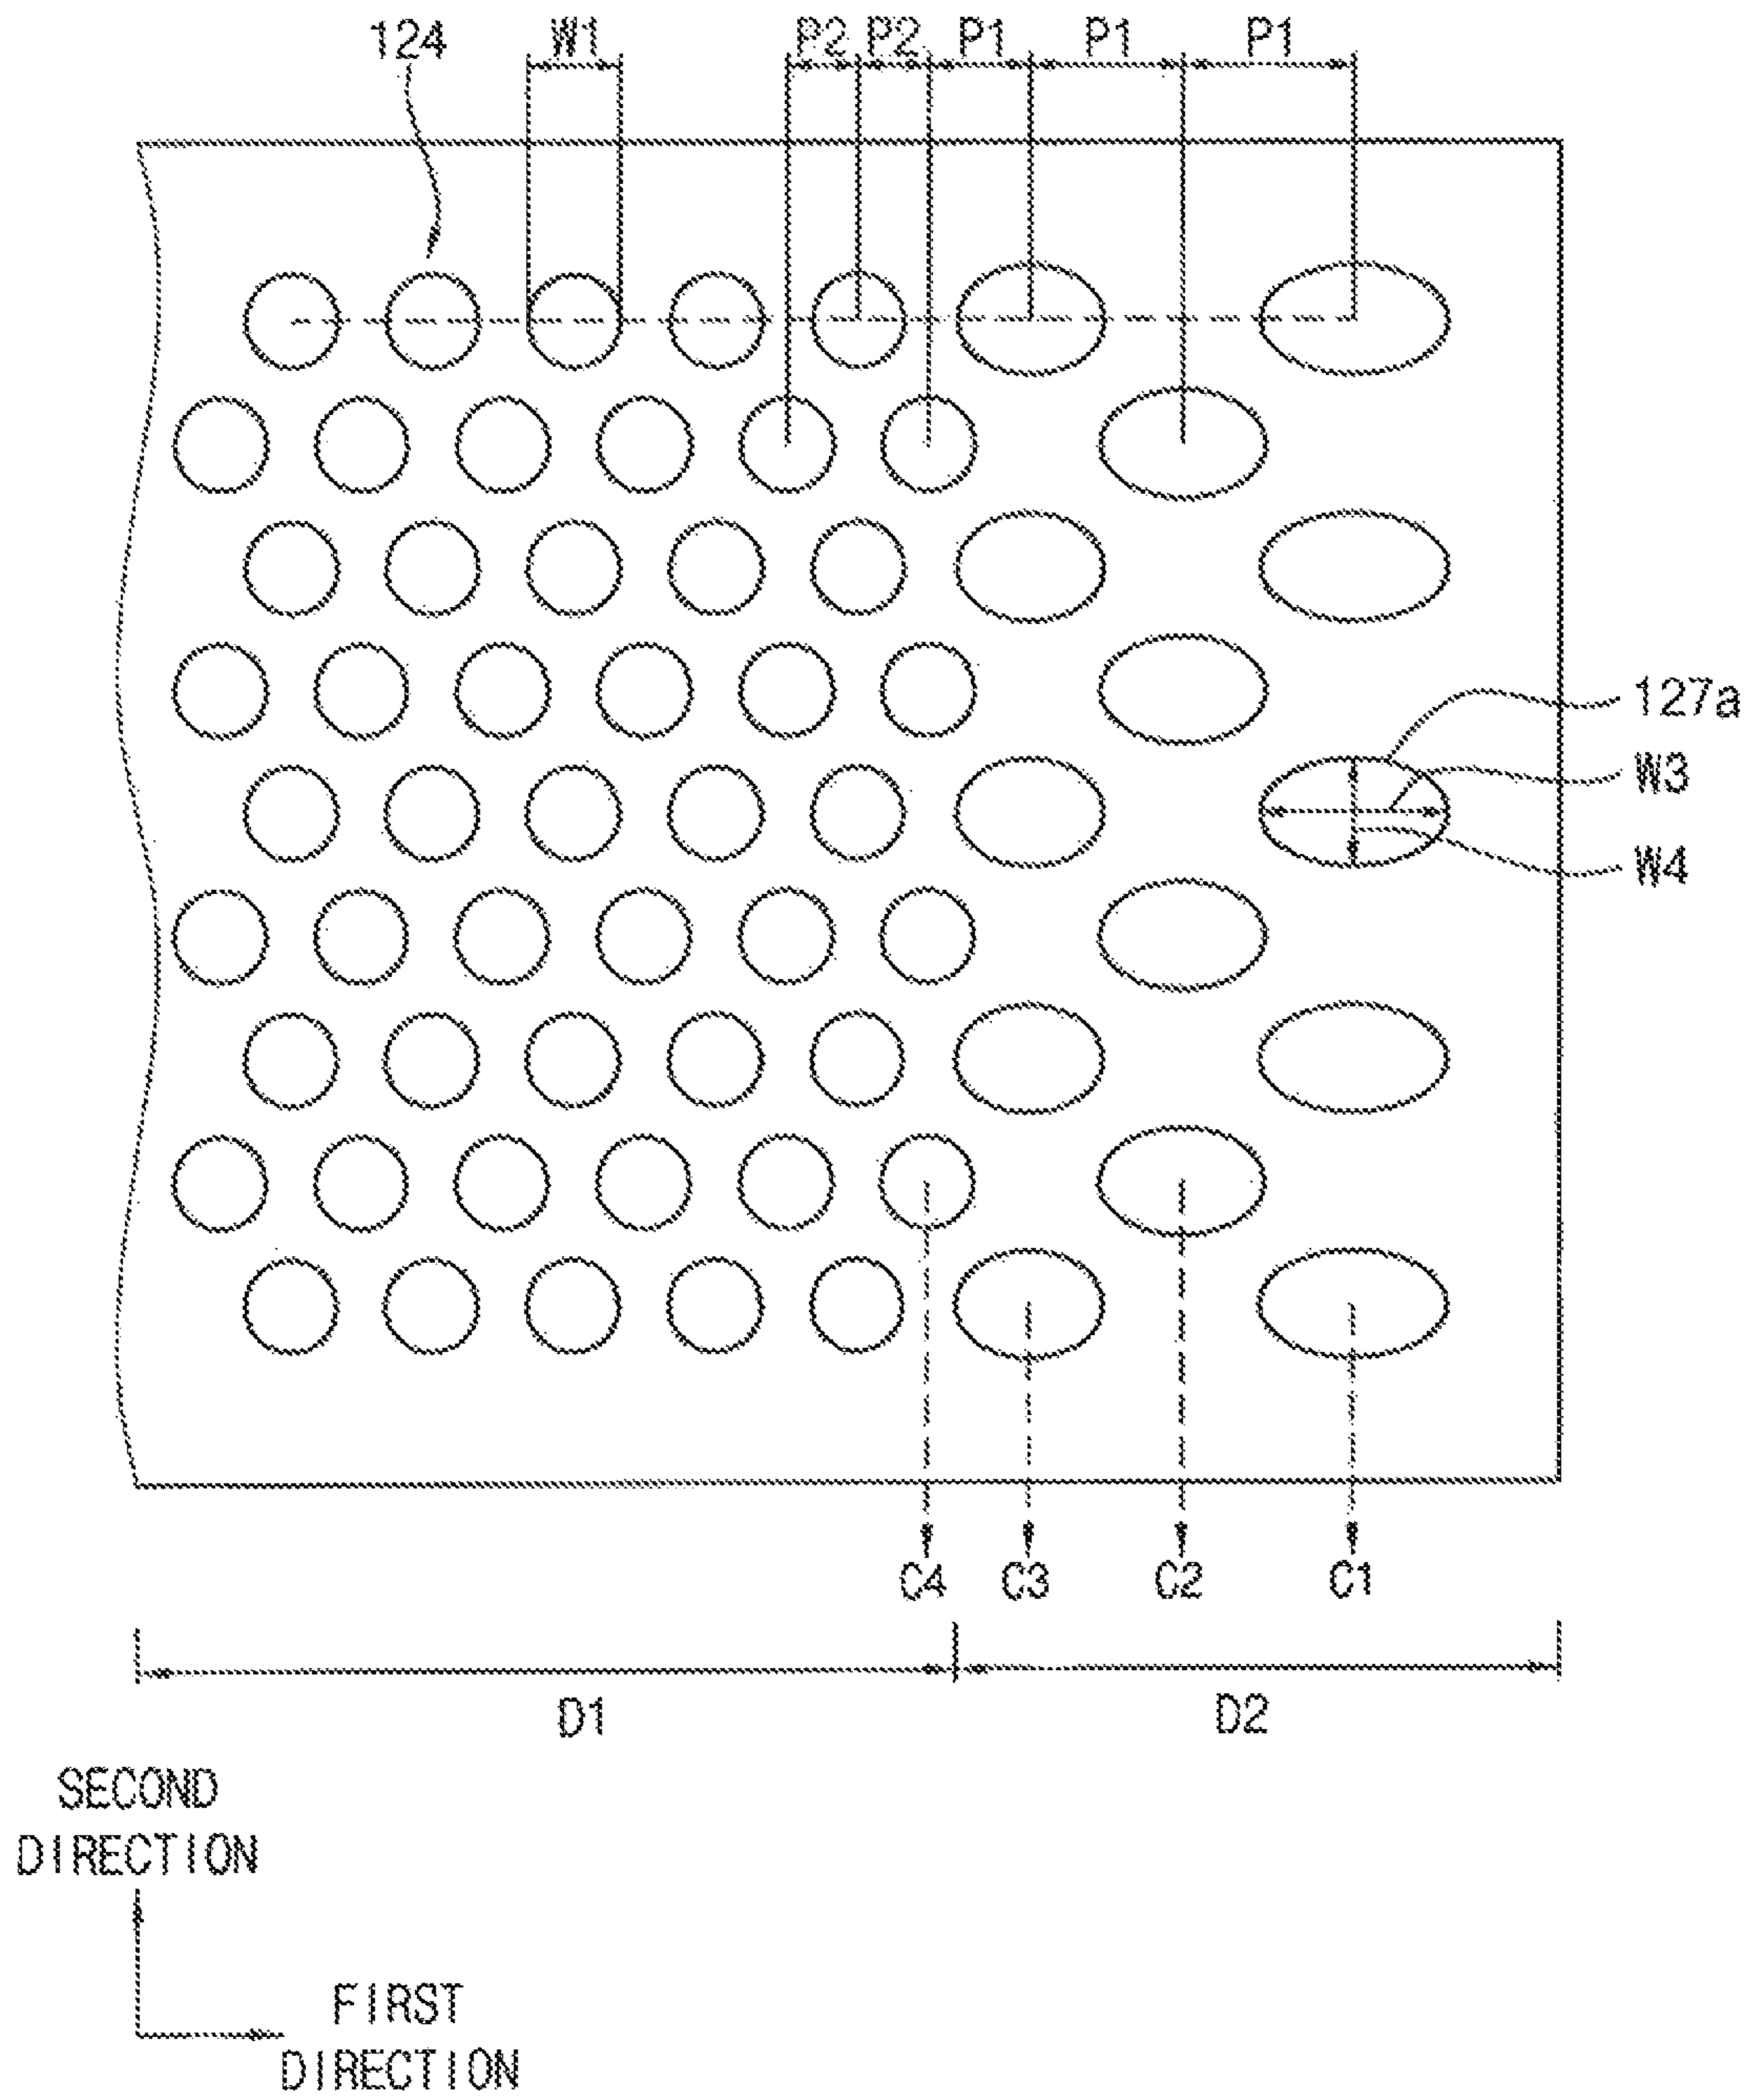 124 W1 P2 P2 P1 P1 P1
127a
W3
W4
C4 C3 C2 C1
D1 D2
SECOND
DIRECTION
FIRST
DIRECTION